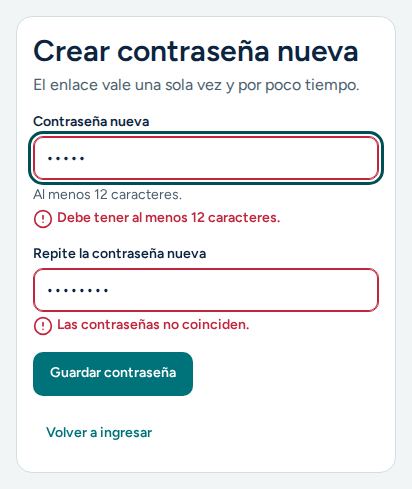 Crear contraseña nueva
El enlace vale una sola vez y por poco tiempo.
Contraseña nueva
•••••
Al menos 12 caracteres.
Debe tener al menos 12 caracteres.
Repite la contraseña nueva
••••••••
Las contraseñas no coinciden.
Guardar contraseña
Volver a ingresar